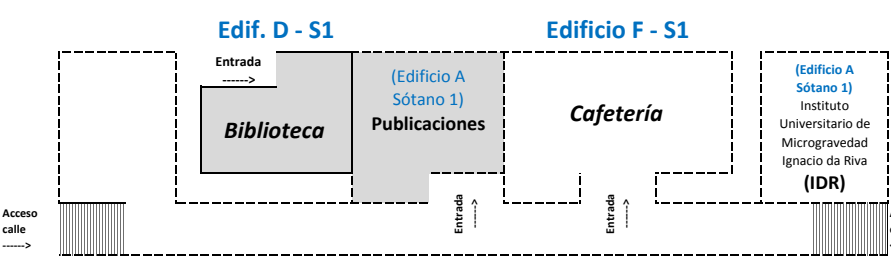 Edif. D - S1
Edificio F - S1
Entrada
------>
Biblioteca
(Edificio A
Sótano 1)
Publicaciones
Cafetería
(Edificio A
Sótano 1)
Instituto
Universitario de
Microgravedad
Ignacio da Riva
(IDR)
Entrada
------>
Entrada
------>
Acceso
calle
------>